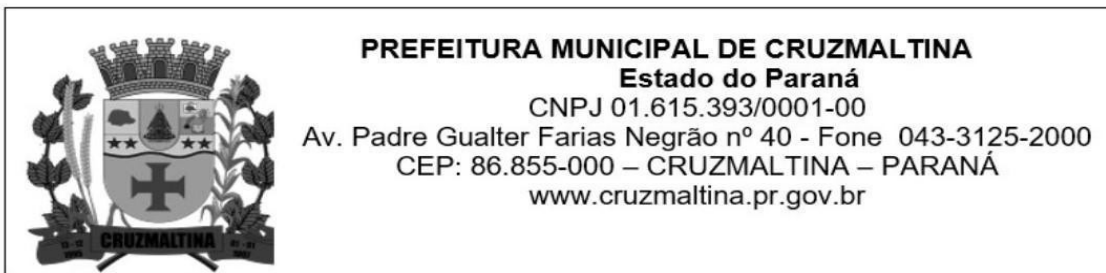 PREFEITURA MUNICIPAL DE CRUZMALTINA
Estado do Paraná
CNPJ 01.615.393/0001-00
Av. Padre Gualter Farias Negrão nº 40 - Fone 043-3125-2000
CEP: 86.855-000 – CRUZMALTINA – PARANÁ
www.cruzmaltina.pr.gov.br
CRUZMALTINA